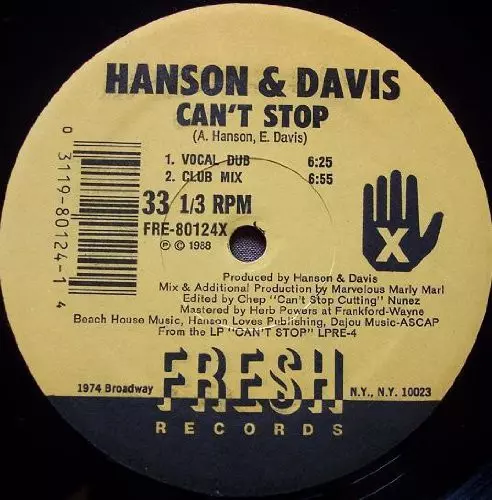 HANSON & DAVIS
CAN'T STOP
(A. Hanson, E. Davis)
1. VOCAL DUB 6:25
2. CLUB MIX 6:55
33 1/3 RPM
FRE-80124X
℗ © 1988
0 3119-80124-1 4
X
Produced by Hanson & Davis
Mix & Additional Production by Marvelous Marly Marl
Edited by Chep "Can't Stop Cutting" Nunez
Mastered by Herb Powers at Frankford-Wayne
Beach House Music, Hanson Loves Publishing, Dajou Music-ASCAP
From the LP "CAN'T STOP" LPRE-4
1974 Broadway
FRESH
N.Y., N.Y. 10023
RECORDS